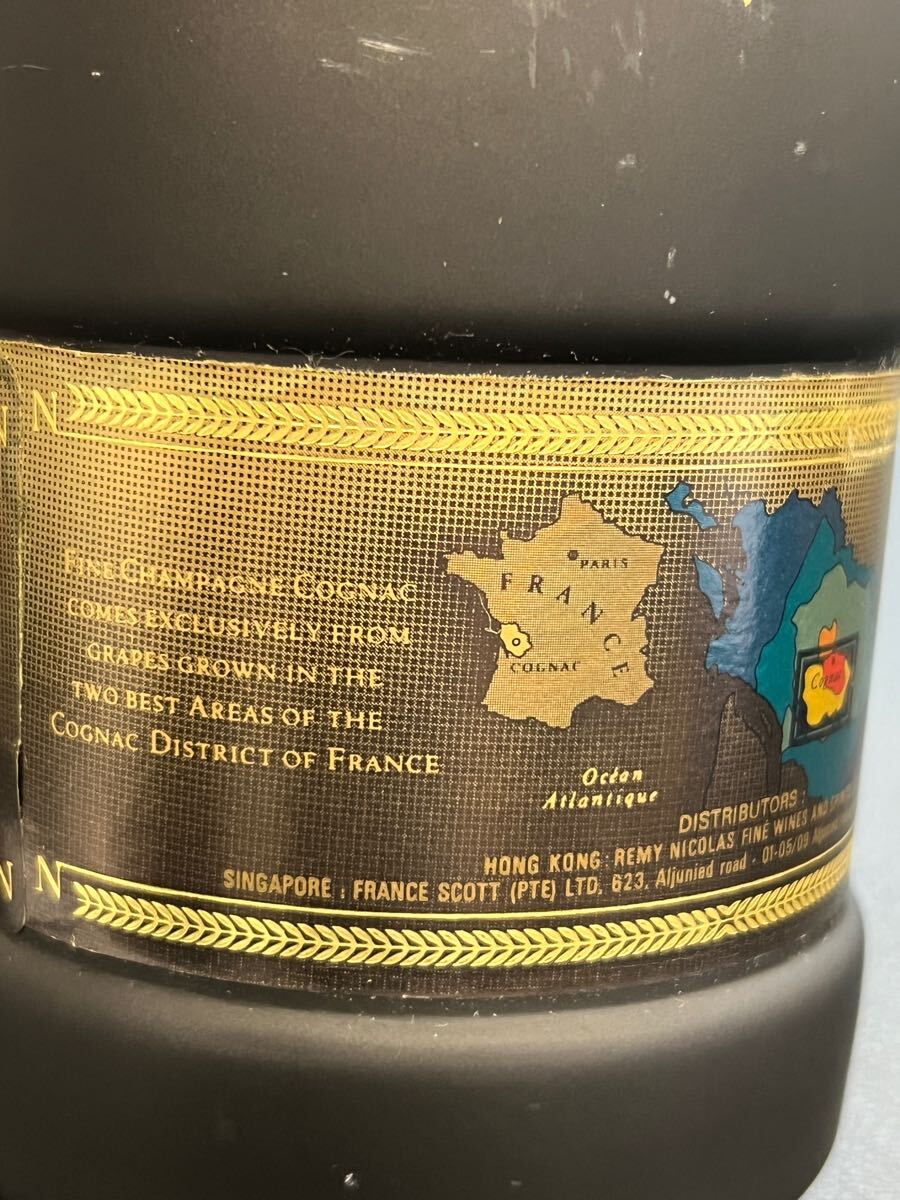 N
N
FINE CHAMPAGNE COGNAC
COMES EXCLUSIVELY FROM
GRAPES GROWN IN THE
TWO BEST AREAS OF THE
COGNAC DISTRICT OF FRANCE
PARIS
FRANCE
COGNAC
Cognac
Océan
Atlantique
DISTRIBUTORS :
HONG KONG: REMY NICOLAS FINE WINES AND
SINGAPORE : FRANCE SCOTT (PTE) LTD, 623, Aljunied road - 01-05/09 Aljunied
N
N